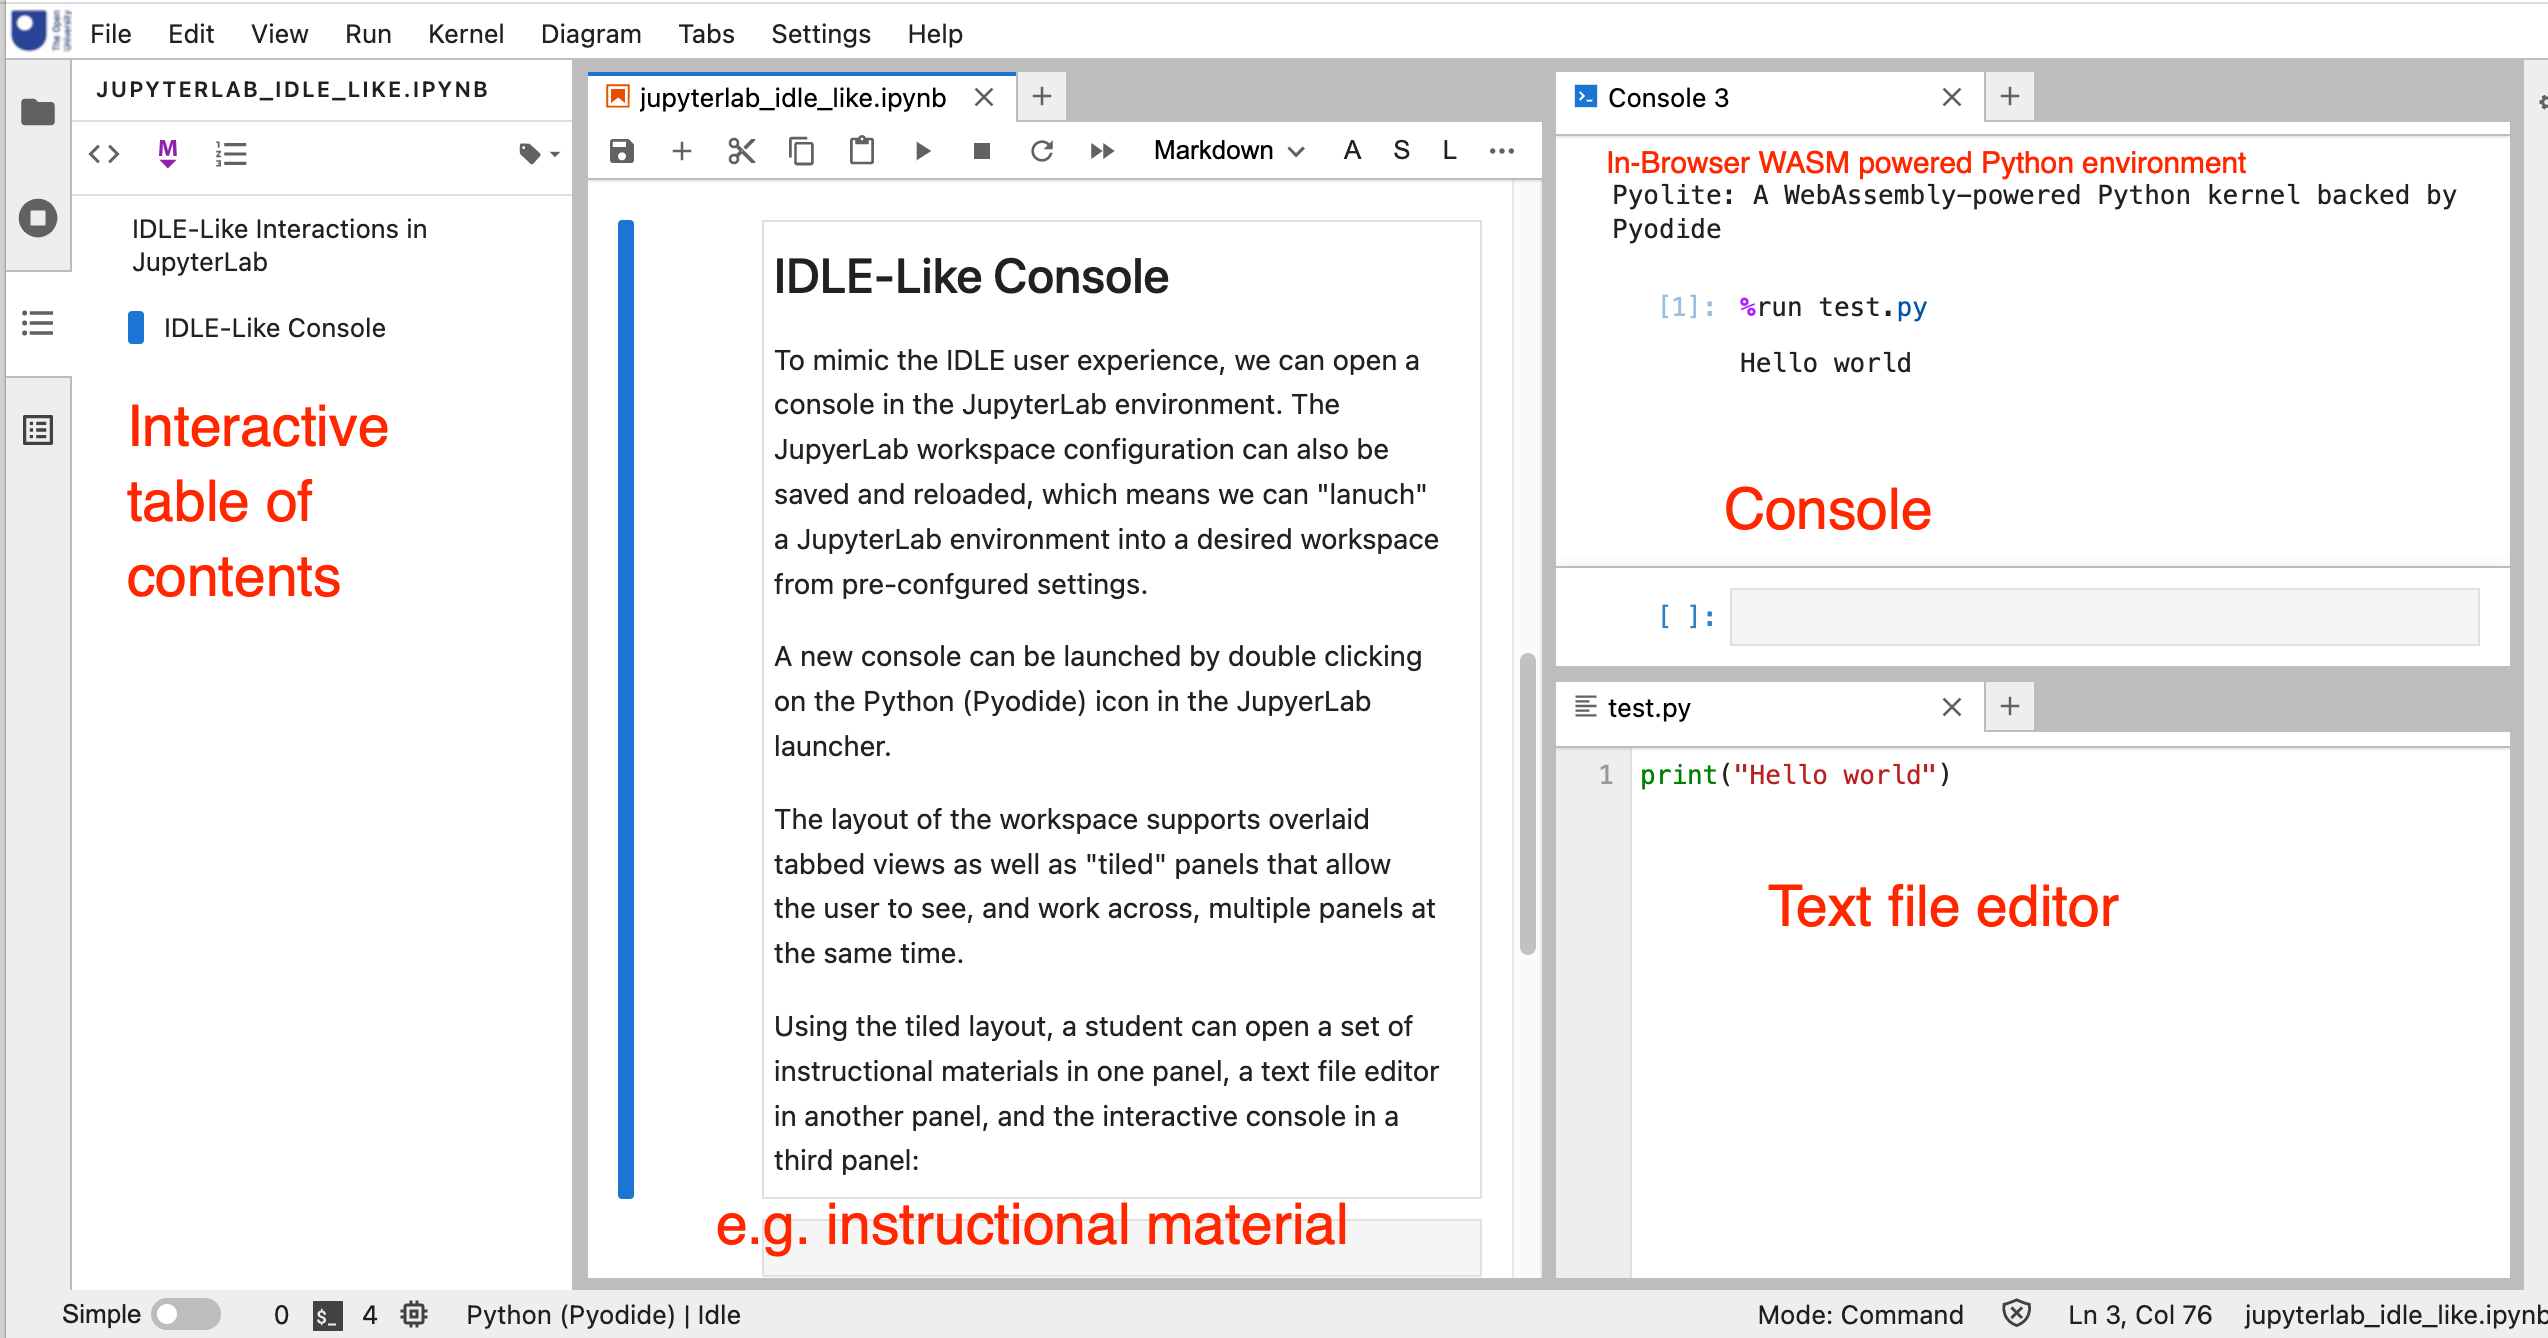 The Open University
File Edit View Run Kernel Diagram Tabs Settings Help
JUPYTERLAB_IDLE_LIKE.IPYNB
M
IDLE-Like Interactions in
JupyterLab
IDLE-Like Console
Interactive
table of
contents
jupyterlab_idle_like.ipynb
Markdown A S L
IDLE-Like Console
To mimic the IDLE user experience, we can open a
console in the JupyterLab environment. The
JupyerLab workspace configuration can also be
saved and reloaded, which means we can "lanuch"
a JupyterLab environment into a desired workspace
from pre-confgured settings.
A new console can be launched by double clicking
on the Python (Pyodide) icon in the JupyerLab
launcher.
The layout of the workspace supports overlaid
tabbed views as well as "tiled" panels that allow
the user to see, and work across, multiple panels at
the same time.
Using the tiled layout, a student can open a set of
instructional materials in one panel, a text file editor
in another panel, and the interactive console in a
third panel:
e.g. instructional material
Console 3
In-Browser WASM powered Python environment
Pyolite: A WebAssembly-powered Python kernel backed by
Pyodide
[1]: %run test.py
Hello world
Console
[ ]:
test.py
1 print("Hello world")
Text file editor
Simple 0 $_ 4 Python (Pyodide) | Idle Mode: Command Ln 3, Col 76 jupyterlab_idle_like.ipynb